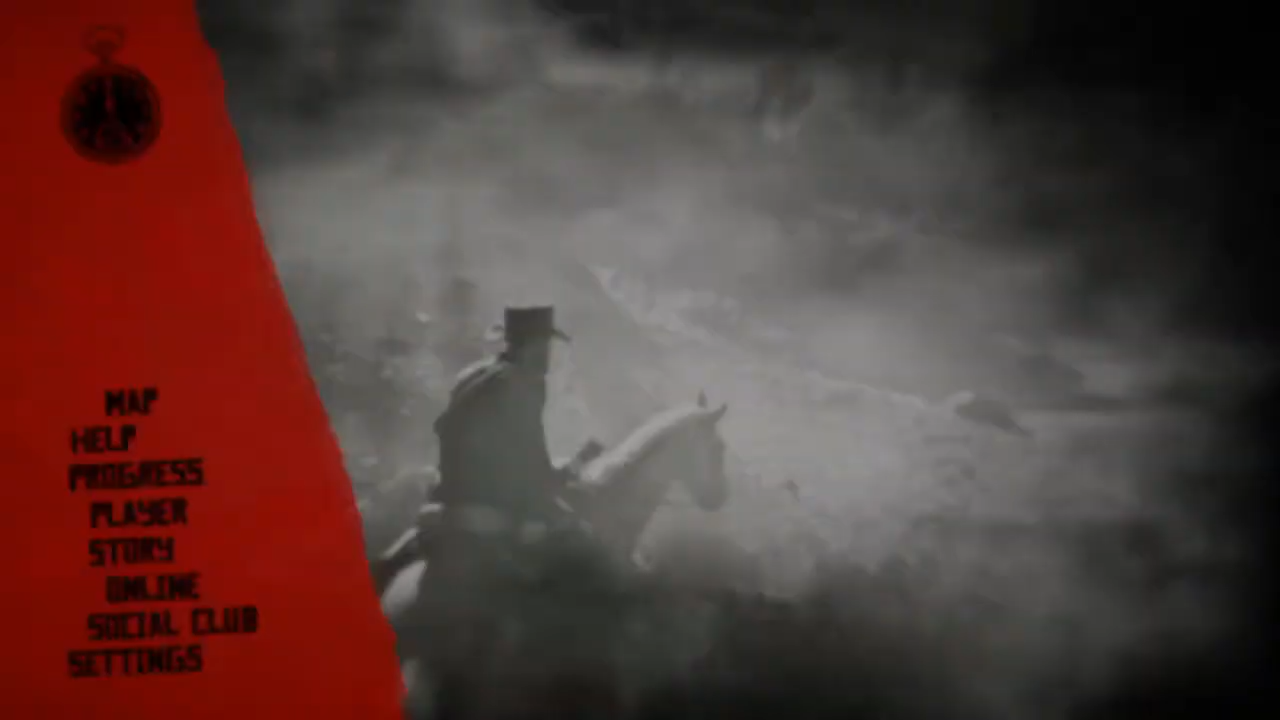 MAP
HELP
PROGRESS
PLAYER
STORY
ONLINE
SOCIAL CLUB
SETTINGS